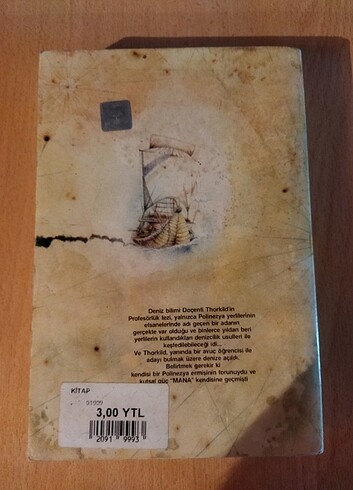 Deniz bilimi Doçenti Thorkild'in
Profesörlük tezi, yalnızca Polinezya yerlilerinin
efsanelerinde adı geçen bir adanın
gerçekte var olduğu ve binlerce yıldan beri
yerlilerin kullandıkları denizcilik usulleri ile
keşfedilebileceği idi...
Ve Thorkild, yanında bir avuç öğrencisi ile
adayı bulmak üzere denize açıldı.
Belirtmek gerekir ki
kendisi bir Polinezya ermişinin torunuydu ve
kutsal güç "MANA" kendisine geçmişti
KİTAP
3,00 YTL
2091 9993